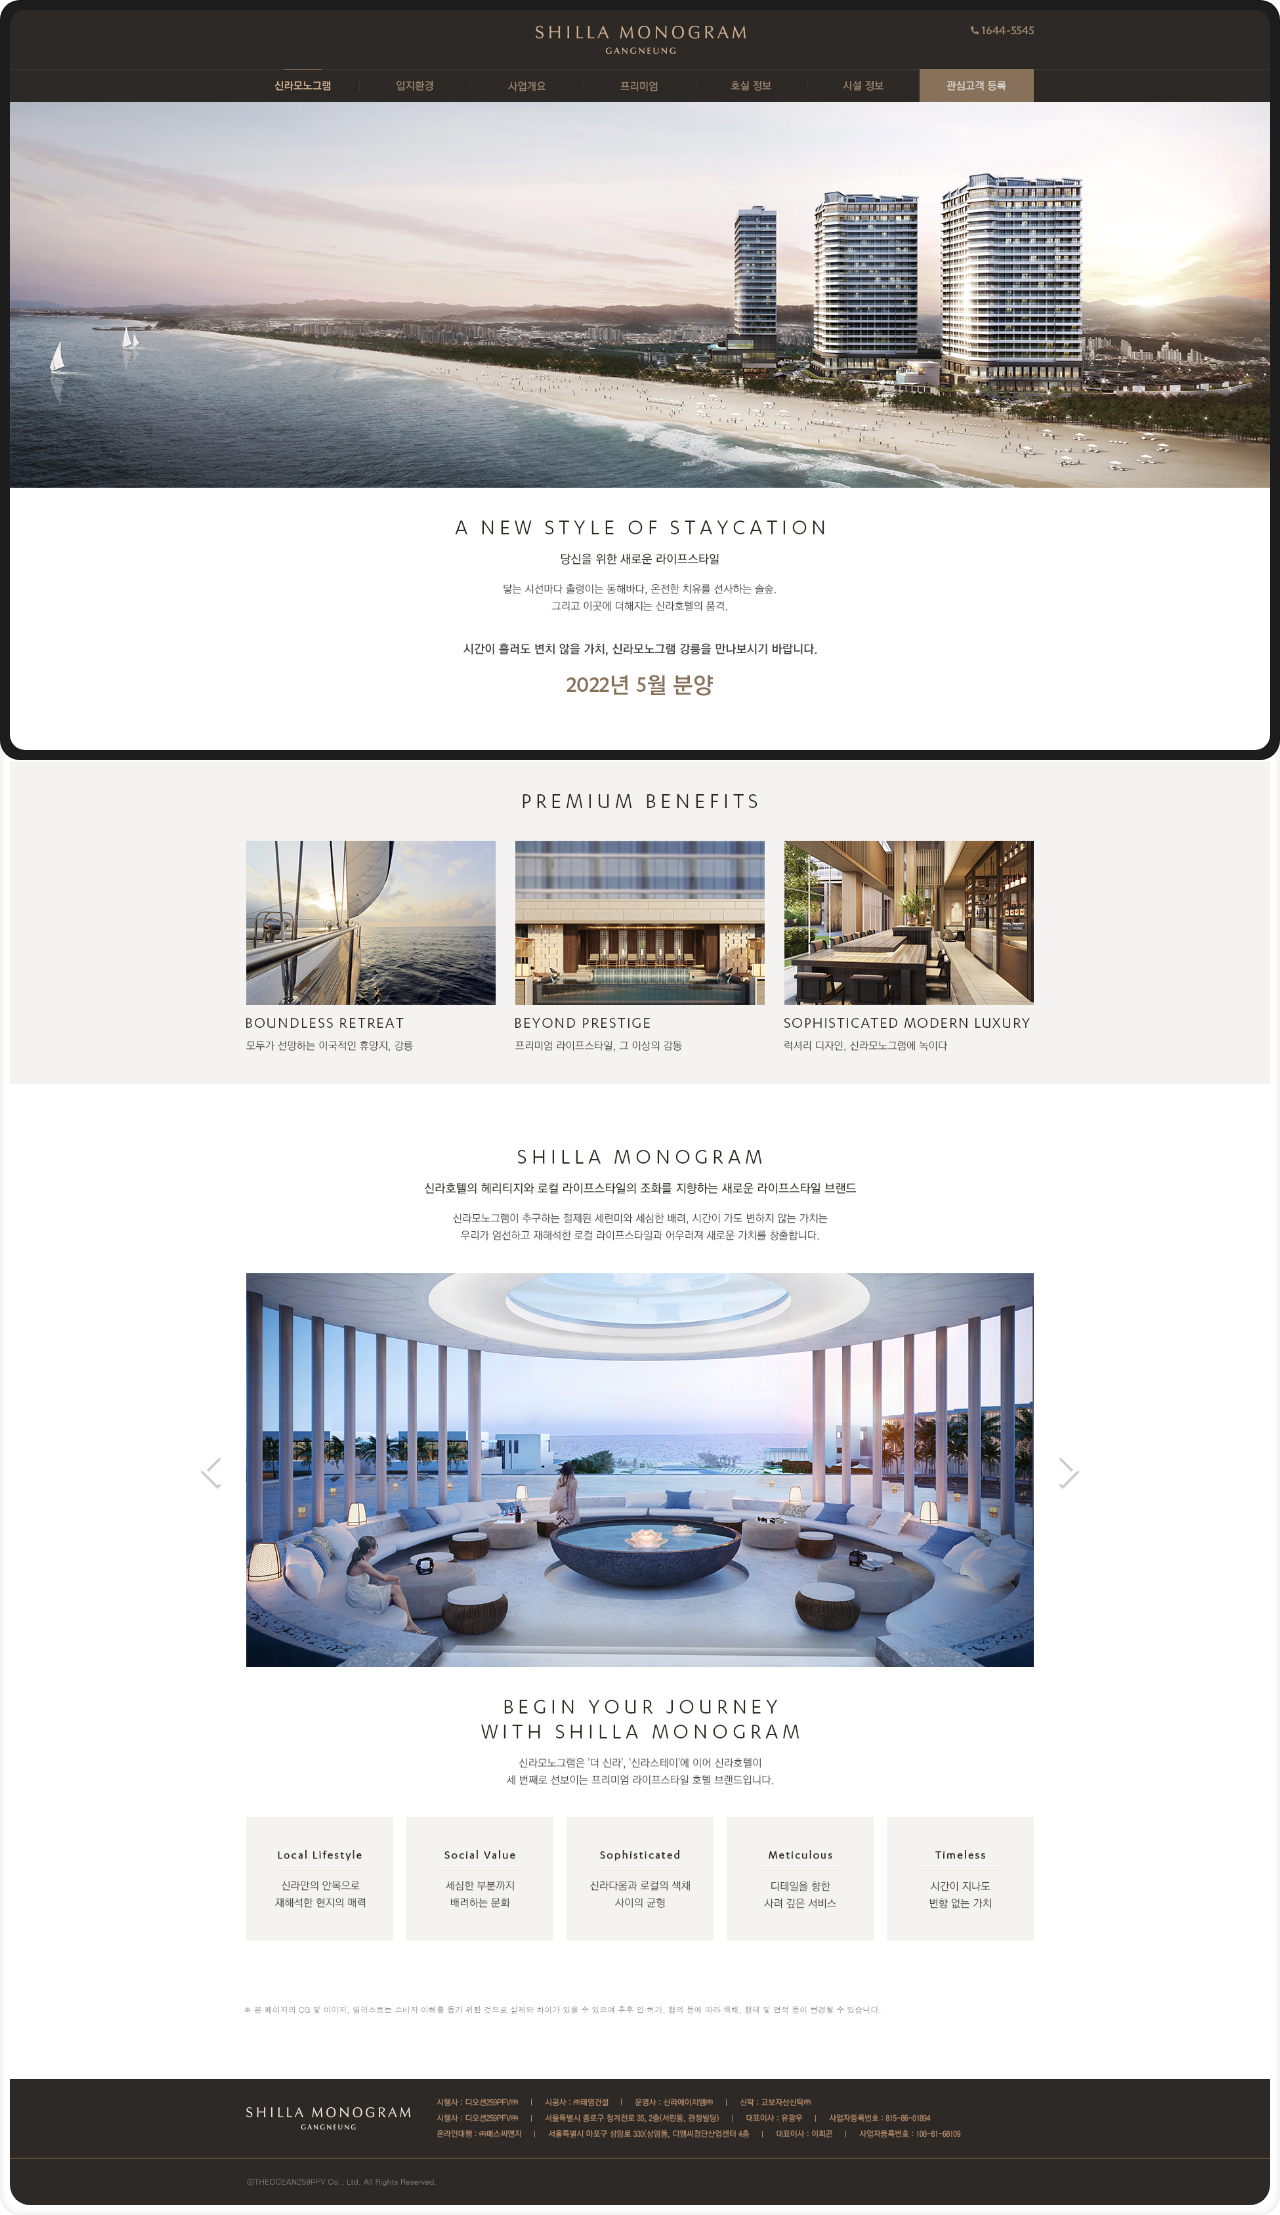 SHILLA MONOGRAM
GANGNEUNG
1644-5545
신라모노그램
입지환경
사업개요
프리미엄
호실 정보
시설 정보
관심고객 등록
A NEW STYLE OF STAYCATION
당신을 위한 새로운 라이프스타일
닿는 시선마다 출렁이는 동해바다, 온전한 치유를 선사하는 솔숲.
그리고 이곳에 더해지는 신라호텔의 품격.
시간이 흘러도 변치 않을 가치, 신라모노그램 강릉을 만나보시기 바랍니다.
2022년 5월 분양
PREMIUM BENEFITS
BOUNDLESS RETREAT
모두가 선망하는 이국적인 휴양지, 강릉
BEYOND PRESTIGE
프리미엄 라이프스타일, 그 이상의 감동
SOPHISTICATED MODERN LUXURY
럭셔리 디자인, 신라모노그램에 녹이다
SHILLA MONOGRAM
신라호텔의 헤리티지와 로컬 라이프스타일의 조화를 지향하는 새로운 라이프스타일 브랜드
신라모노그램이 추구하는 절제된 세련미와 세심한 배려, 시간이 가도 변하지 않는 가치는
우리가 엄선하고 재해석한 로컬 라이프스타일과 어우러져 새로운 가치를 창출합니다.
BEGIN YOUR JOURNEY
WITH SHILLA MONOGRAM
신라모노그램은 '더 신라', '신라스테이'에 이어 신라호텔이
세 번째로 선보이는 프리미엄 라이프스타일 호텔 브랜드입니다.
Local Lifestyle
신라만의 안목으로
재해석한 현지의 매력
Social Value
세심한 부분까지
배려하는 문화
Sophisticated
신라다움과 로컬의 색채
사이의 균형
Meticulous
디테일을 향한
사려 깊은 서비스
Timeless
시간이 지나도
변함 없는 가치
※ 본 페이지의 CG 및 이미지, 일러스트는 소비자 이해를 돕기 위한 것으로 실제와 차이가 있을 수 있으며 추후 인·허가, 협의 등에 따라 색채, 형태 및 면적 등이 변경될 수 있습니다.
SHILLA MONOGRAM
GANGNEUNG
시행사 : 디오션259PFV㈜ | 시공사 : ㈜태영건설 | 운영사 : 신라에이치엠㈜ | 신탁 : 교보자산신탁㈜
시행사 : 디오션259PFV㈜ | 서울특별시 종로구 청계천로 35, 2층(서린동, 관정빌딩) | 대표이사 : 유광우 | 사업자등록번호 : 815-86-01894
온라인대행 : ㈜매스씨앤지 | 서울특별시 마포구 성암로 330(상암동, 디엠씨첨단산업센터 4층 | 대표이사 : 이희곤 | 사업자등록번호 : 108-81-68109
ⓒTHEOCEAN259PFV Co., Ltd. All Rights Reserved.